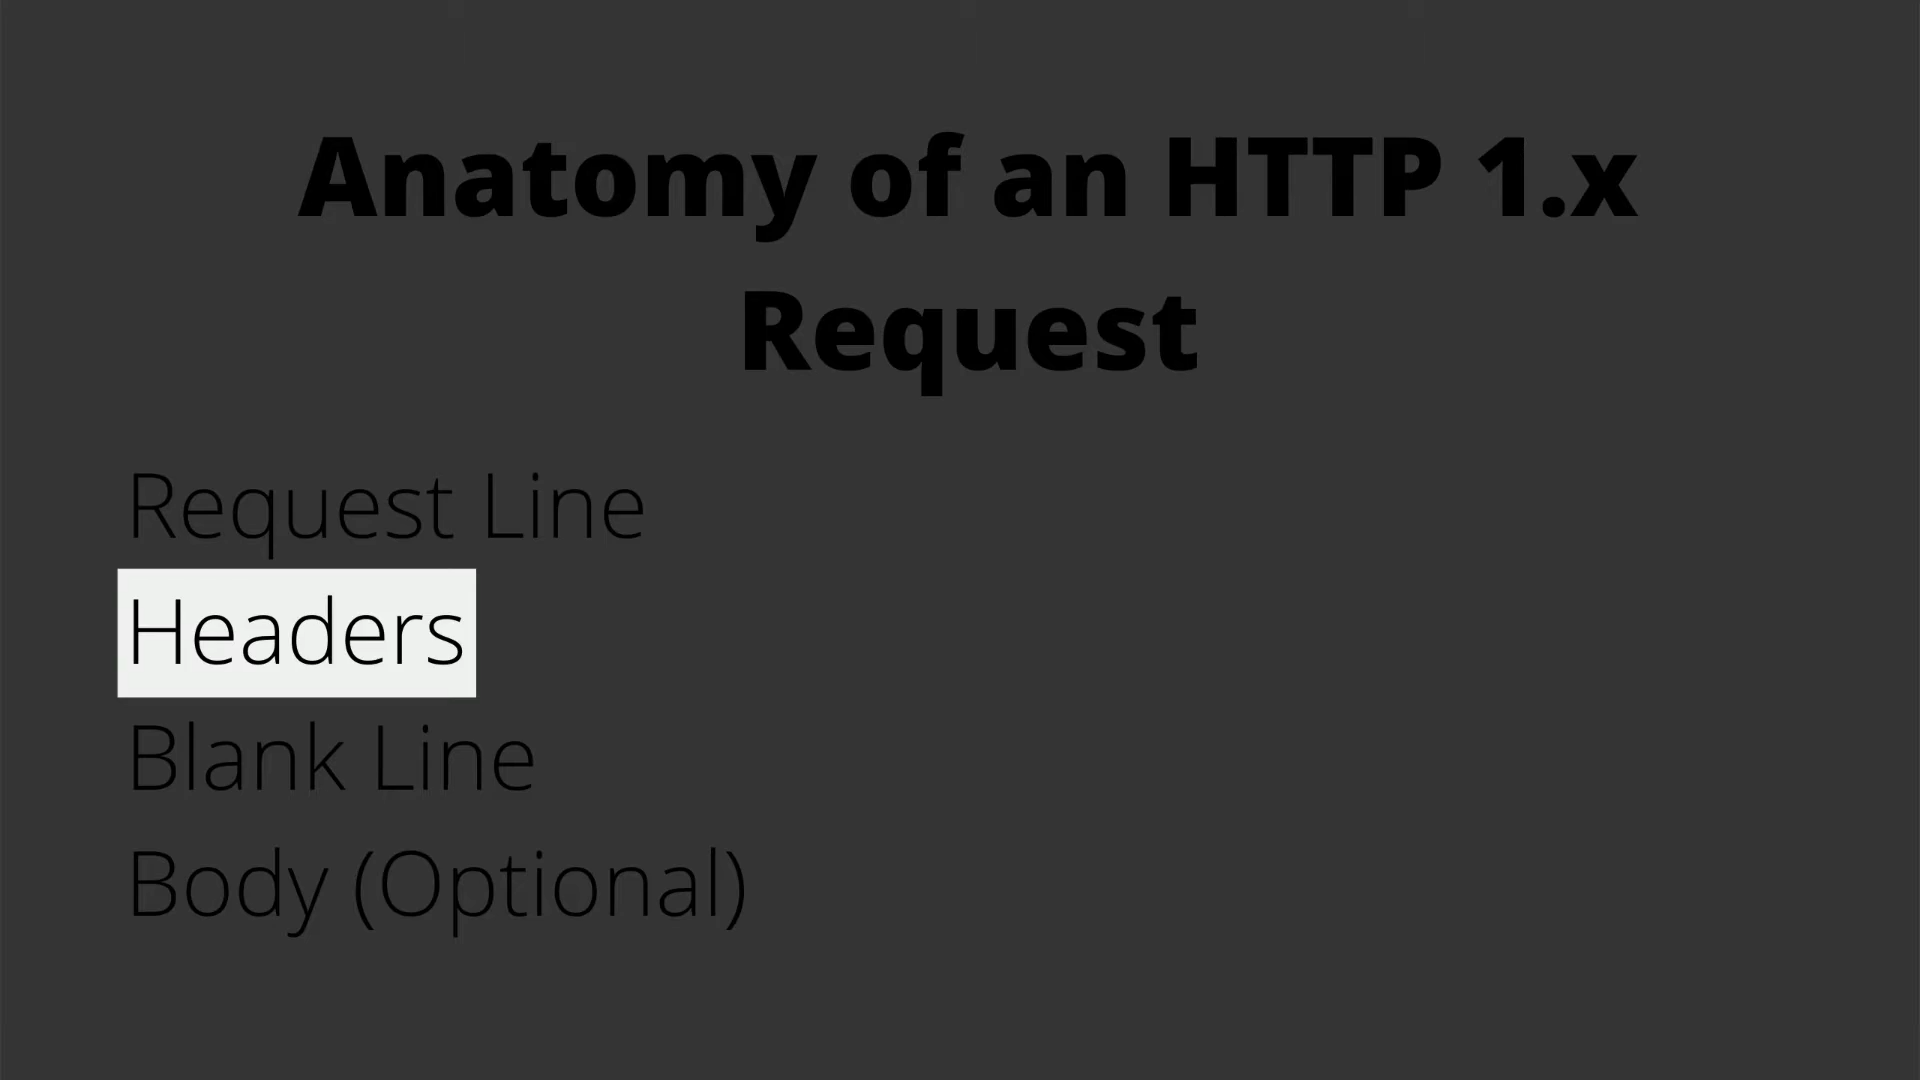 Anatomy of an HTTP 1.x
Request
Request Line
Headers
Blank Line
Body (Optional)